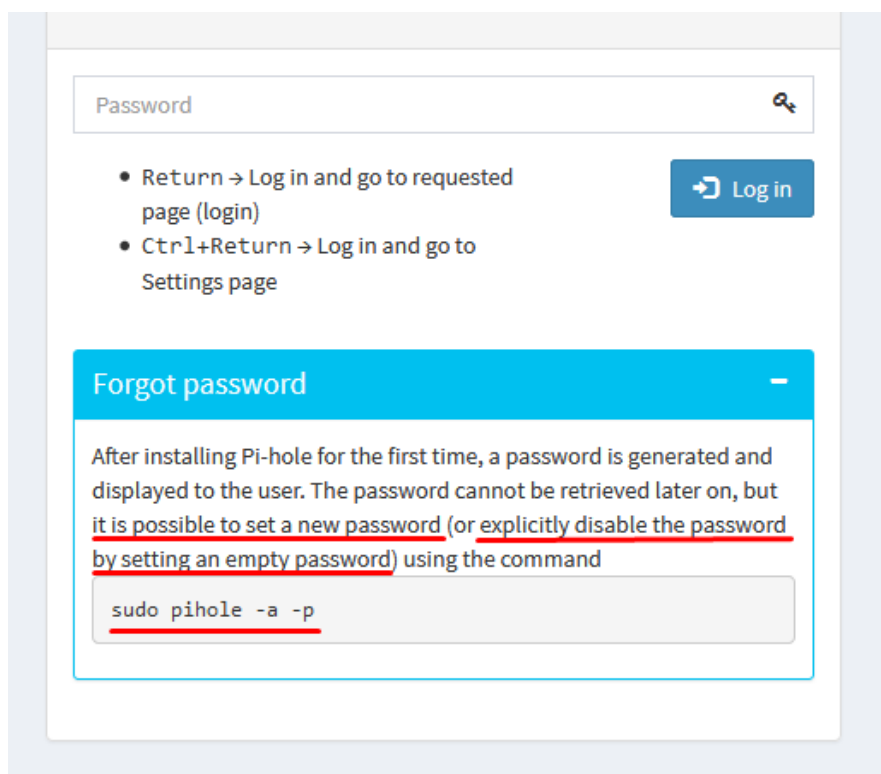 Password
• Return → Log in and go to requested
page (login)
Log in
• Ctrl+Return → Log in and go to
Settings page
Forgot password
After installing Pi-hole for the first time, a password is generated and
displayed to the user. The password cannot be retrieved later on, but
it is possible to set a new password (or explicitly disable the password
by setting an empty password) using the command
sudo pihole -a -p